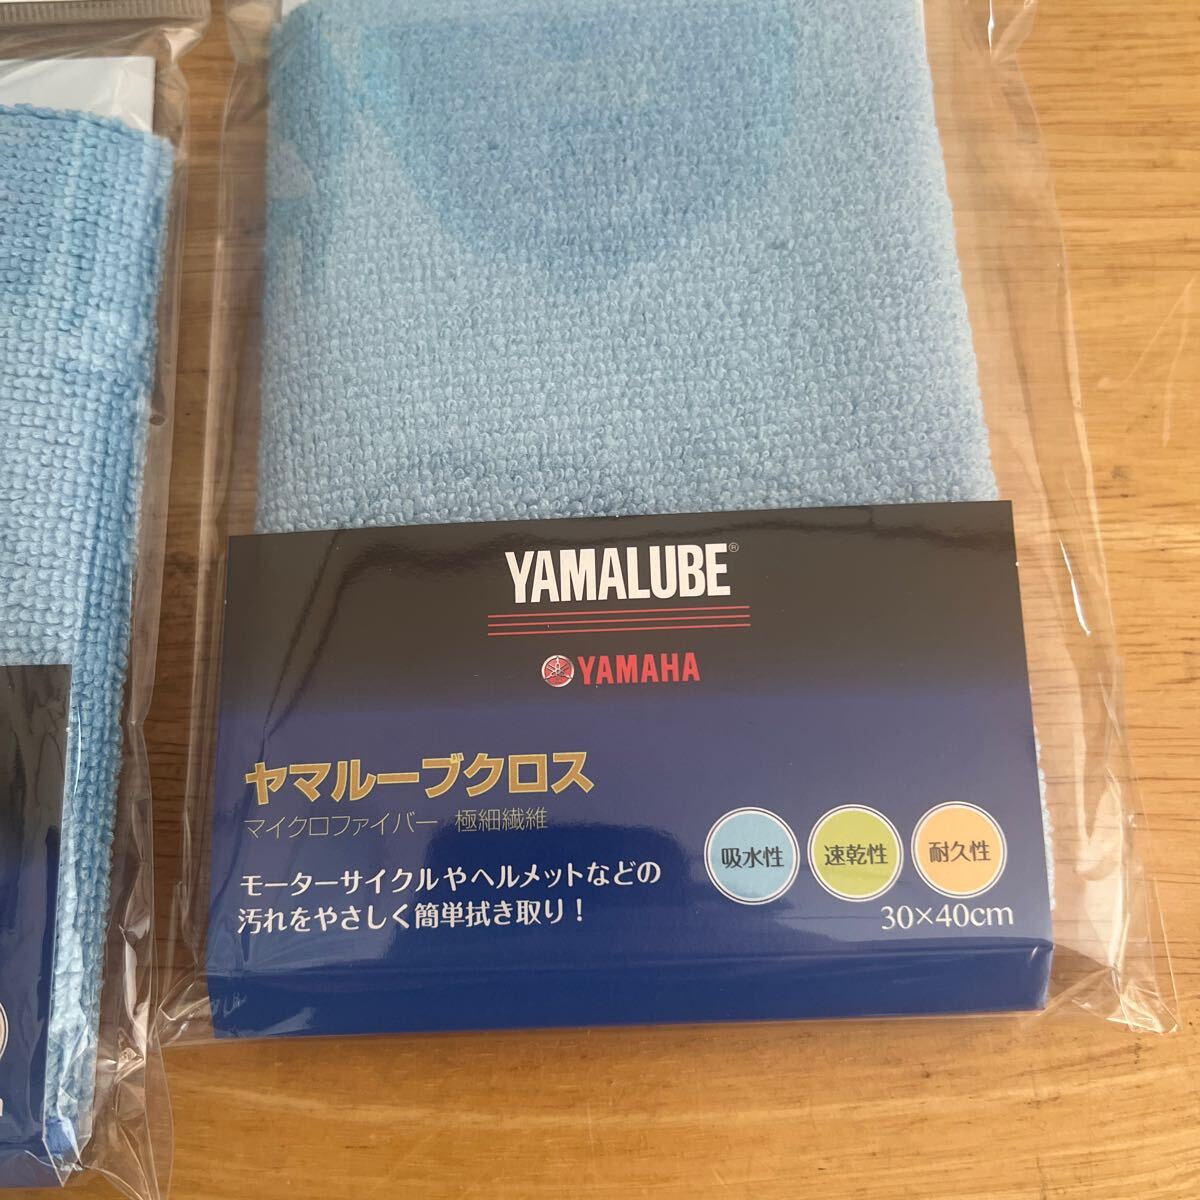 YAMALUBE®
YAMAHA
ヤマルーブクロス
マイクロファイバー 極細繊維
モーターサイクルやヘルメットなどの
汚れをやさしく簡単拭き取り！
吸水性 速乾性 耐久性
30×40cm